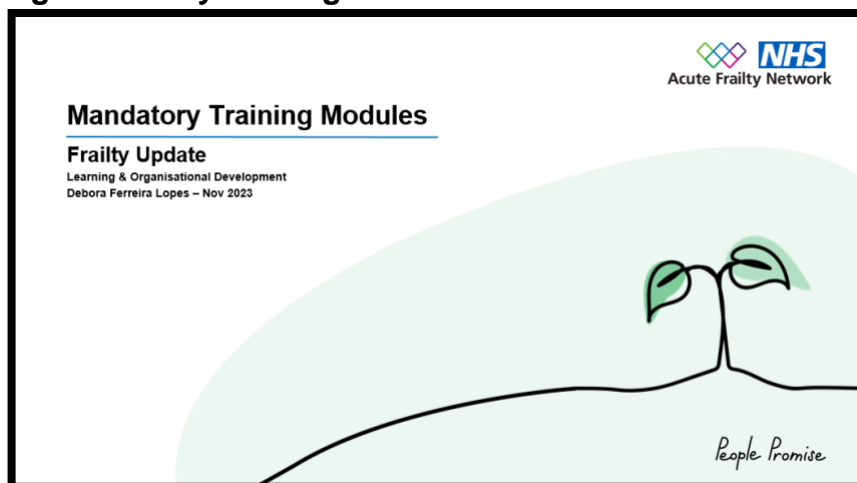 NHS
Acute Frailty Network
Mandatory Training Modules
Frailty Update
Learning & Organisational Development
Debora Ferreira Lopes – Nov 2023
People Promise